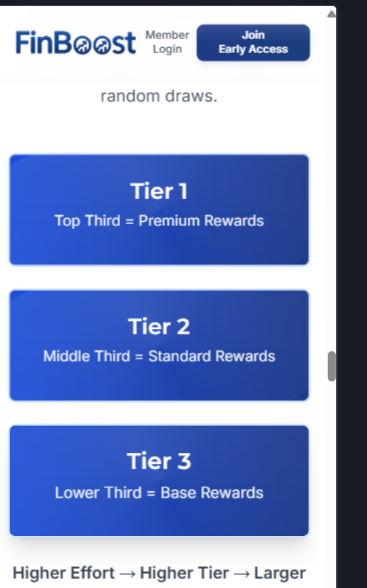 FinBoost
Member
Login
Join
Early Access
random draws.
Tier 1
Top Third = Premium Rewards
Tier 2
Middle Third = Standard Rewards
Tier 3
Lower Third = Base Rewards
Higher Effort → Higher Tier → Larger